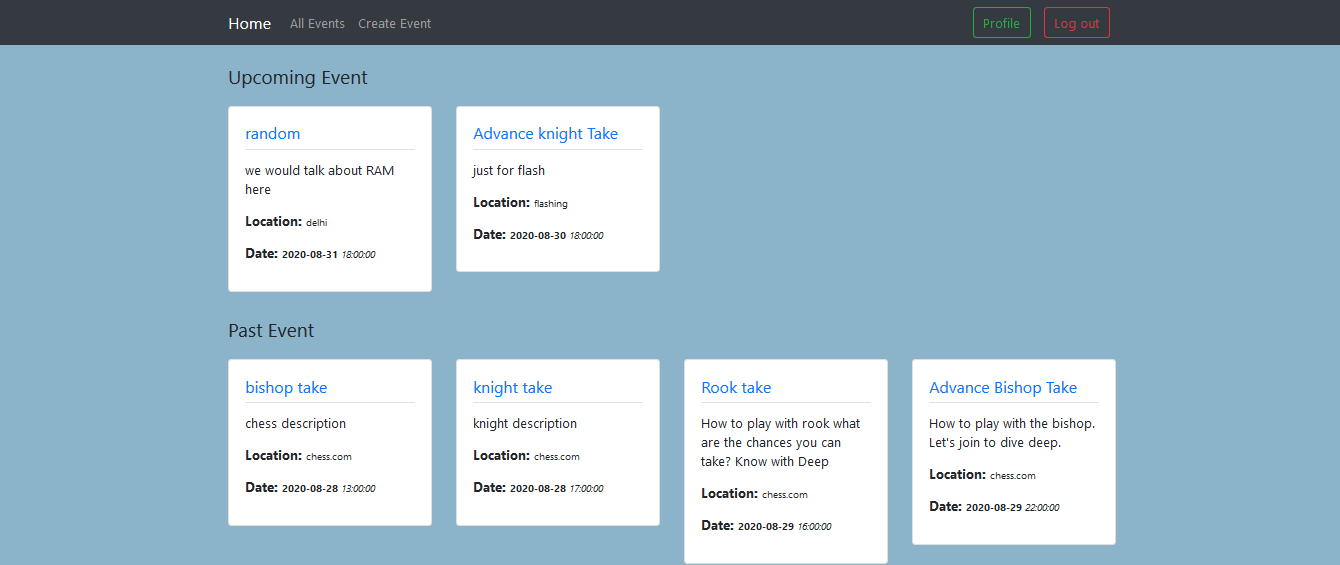 Home All Events Create Event Profile Log out
Upcoming Event
random
we would talk about RAM
here
Location: delhi
Date: 2020-08-31 18:00:00
Advance knight Take
just for flash
Location: flashing
Date: 2020-08-30 18:00:00
Past Event
bishop take
chess description
Location: chess.com
Date: 2020-08-28 13:00:00
knight take
knight description
Location: chess.com
Date: 2020-08-28 17:00:00
Rook take
How to play with rook what
are the chances you can
take? Know with Deep
Location: chess.com
Date: 2020-08-29 16:00:00
Advance Bishop Take
How to play with the bishop.
Let's join to dive deep.
Location: chess.com
Date: 2020-08-29 22:00:00